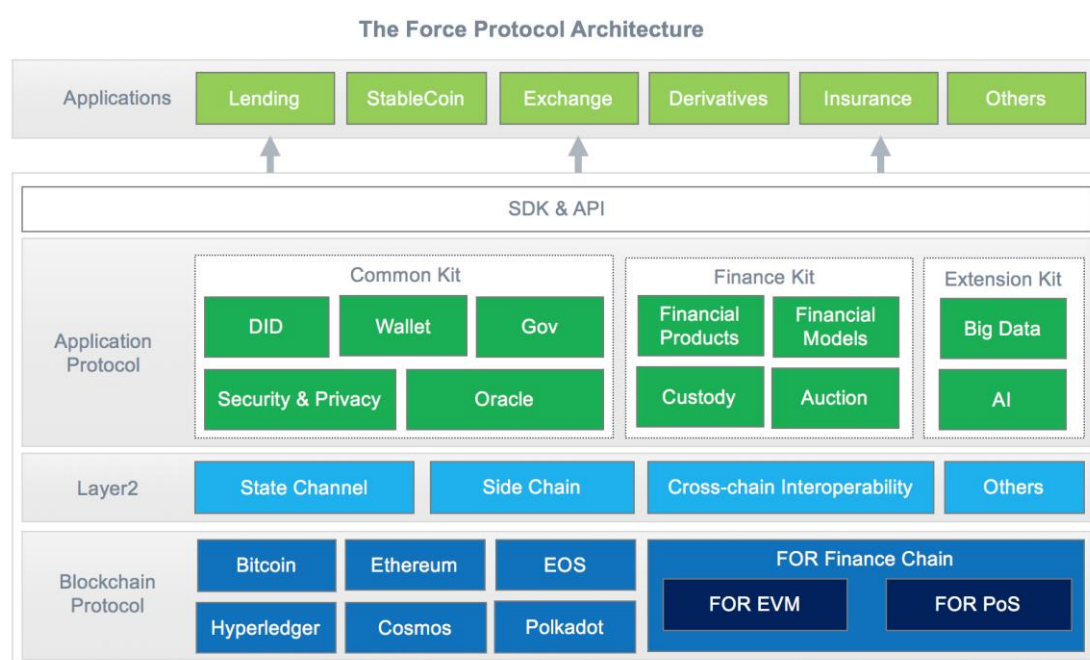 The Force Protocol Architecture
Applications
Lending
StableCoin
Exchange
Derivatives
Insurance
Others
SDK & API
Application
Protocol
Common Kit
DID
Wallet
Gov
Security & Privacy
Oracle
Finance Kit
Financial
Products
Financial
Models
Custody
Auction
Extension Kit
Big Data
AI
Layer2
State Channel
Side Chain
Cross-chain Interoperability
Others
Blockchain
Protocol
Bitcoin
Ethereum
EOS
Hyperledger
Cosmos
Polkadot
FOR Finance Chain
FOR EVM
FOR PoS